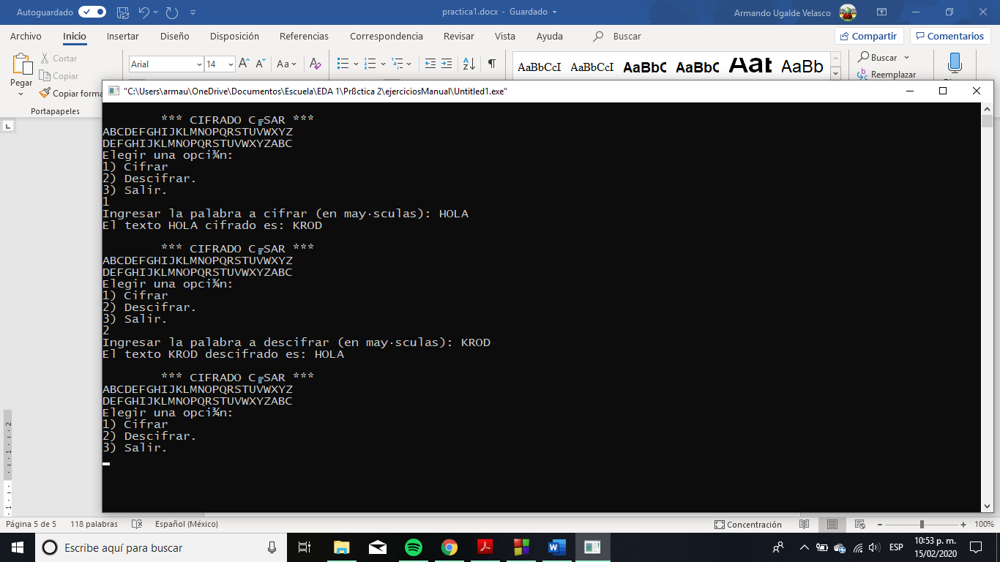 Autoguardado
practica1.docx - Guardado
Armando Ugalde Velasco
Archivo Inicio Insertar Diseño Disposición Referencias Correspondencia Revisar Vista Ayuda Buscar Compartir Comentarios
Pegar
Cortar
Copiar
Copiar forma
Portapapeles
Arial 14 Aa
AaBbCcI AaBbCcI AaBbC AaBbC AaB AaBb
Buscar
Reemplazar
"C:\Users\armau\OneDrive\Documentos\Escuela\EDA 1\Prßctica 2\ejerciciosManual\Untitled1.exe"
*** CIFRADO C╔SAR ***
ABCDEFGHIJKLMNOPQRSTUVWXYZ
DEFGHIJKLMNOPQRSTUVWXYZABC
Elegir una opci¾n:
1) Cifrar
2) Descifrar.
3) Salir.
1
Ingresar la palabra a cifrar (en may·sculas): HOLA
El texto HOLA cifrado es: KROD
*** CIFRADO C╔SAR ***
ABCDEFGHIJKLMNOPQRSTUVWXYZ
DEFGHIJKLMNOPQRSTUVWXYZABC
Elegir una opci¾n:
1) Cifrar
2) Descifrar.
3) Salir.
2
Ingresar la palabra a descifrar (en may·sculas): KROD
El texto KROD descifrado es: HOLA
*** CIFRADO C╔SAR ***
ABCDEFGHIJKLMNOPQRSTUVWXYZ
DEFGHIJKLMNOPQRSTUVWXYZABC
Elegir una opci¾n:
1) Cifrar
2) Descifrar.
3) Salir.
Página 5 de 5 118 palabras Español (México) Concentración 100%
Escribe aquí para buscar
ESP
10:53 p. m.
15/02/2020